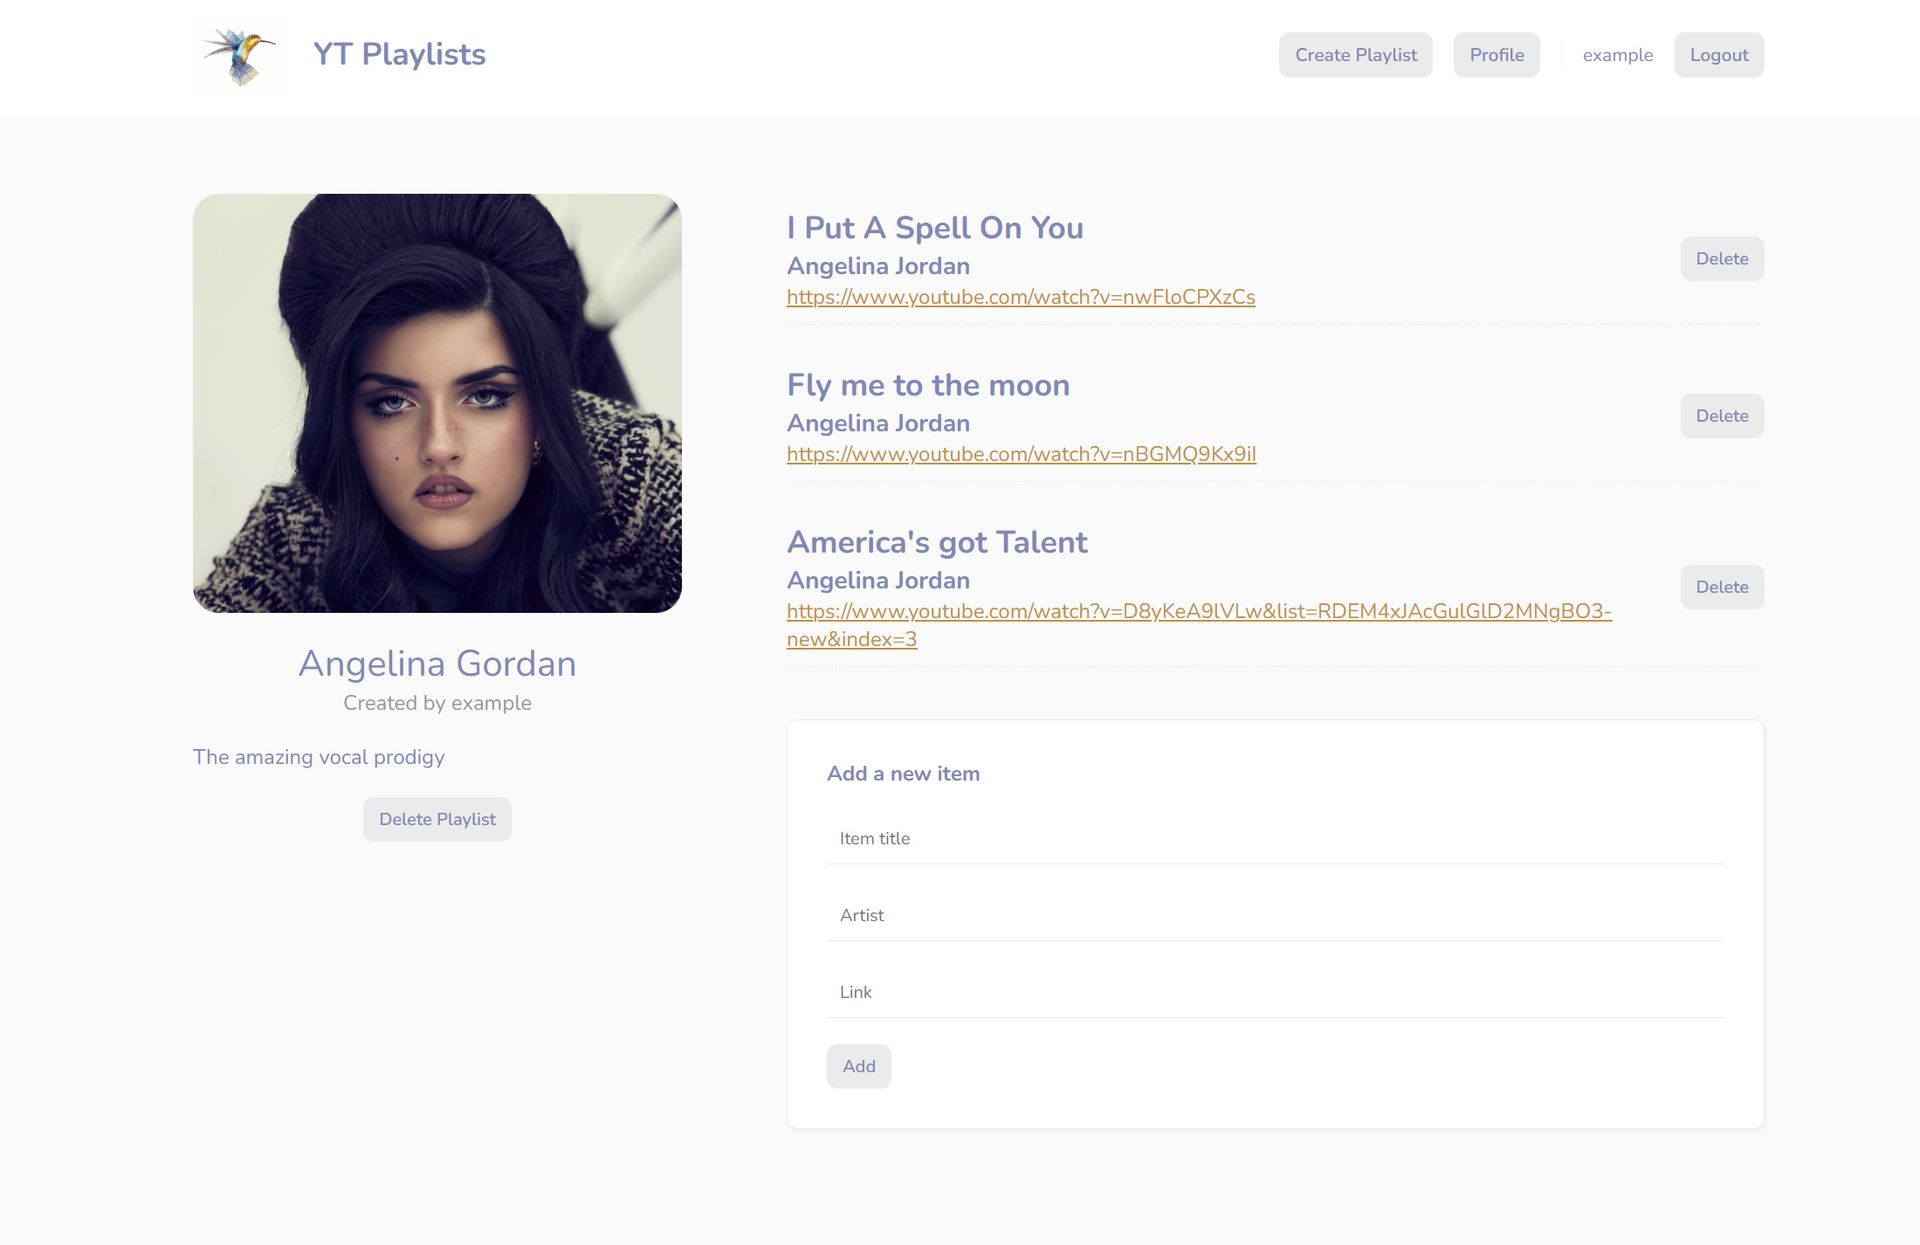 YT Playlists
Create Playlist
Profile
example
Logout
Angelina Gordan
Created by example
The amazing vocal prodigy
Delete Playlist
I Put A Spell On You
Angelina Jordan
https://www.youtube.com/watch?v=nwFloCPXzCs
Delete
Fly me to the moon
Angelina Jordan
https://www.youtube.com/watch?v=nBGMQ9Kx9iI
Delete
America's got Talent
Angelina Jordan
https://www.youtube.com/watch?v=D8yKeA9lVLw&list=RDEM4xJAcGulGlD2MNgBO3-
new&index=3
Delete
Add a new item
Item title
Artist
Link
Add